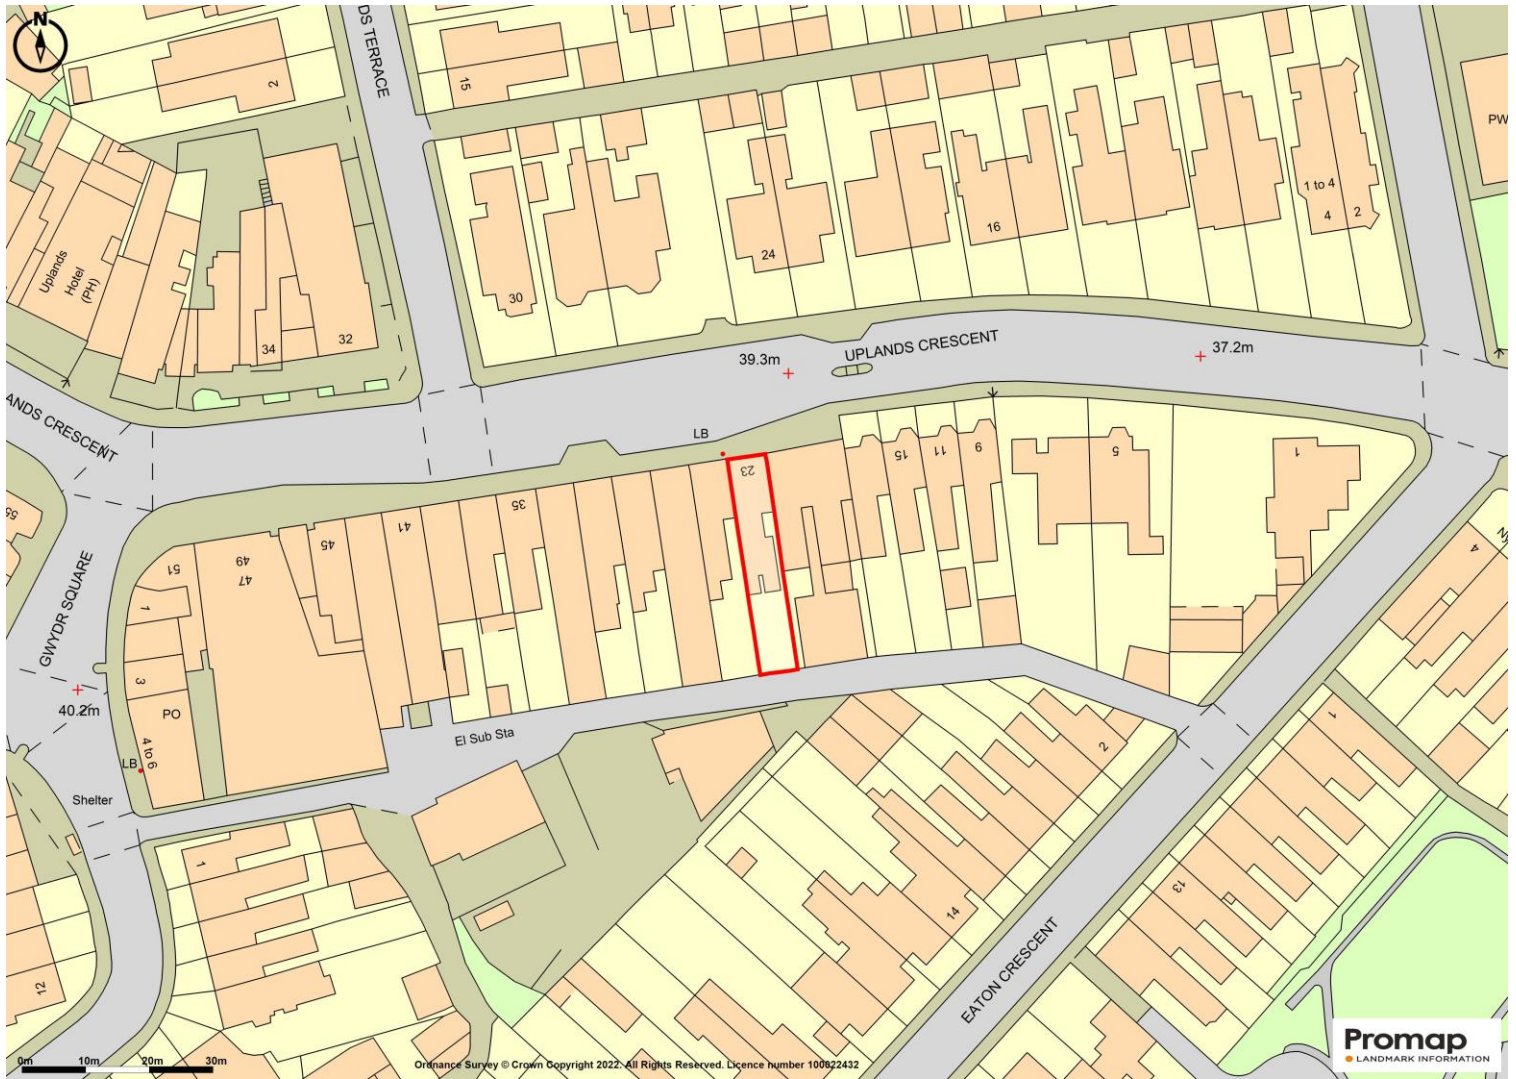 N
DS TERRACE
2
15
PW
Uplands
Hotel
(PH)
30
24
16
1 to 4
4
2
34
32
39.3m
UPLANDS CRESCENT
37.2m
ANDS CRESCENT
LB
55
51
49
47
45
41
35
23
15
11
9
5
1
4
GWYDR SQUARE
1
3
40.2m
PO
4 to 6
LB
El Sub Sta
2
1
Shelter
1
14
13
12
EATON CRESCENT
0m
10m
20m
30m
Ordnance Survey © Crown Copyright 2022. All Rights Reserved. Licence number 100022432
Promap
LANDMARK INFORMATION